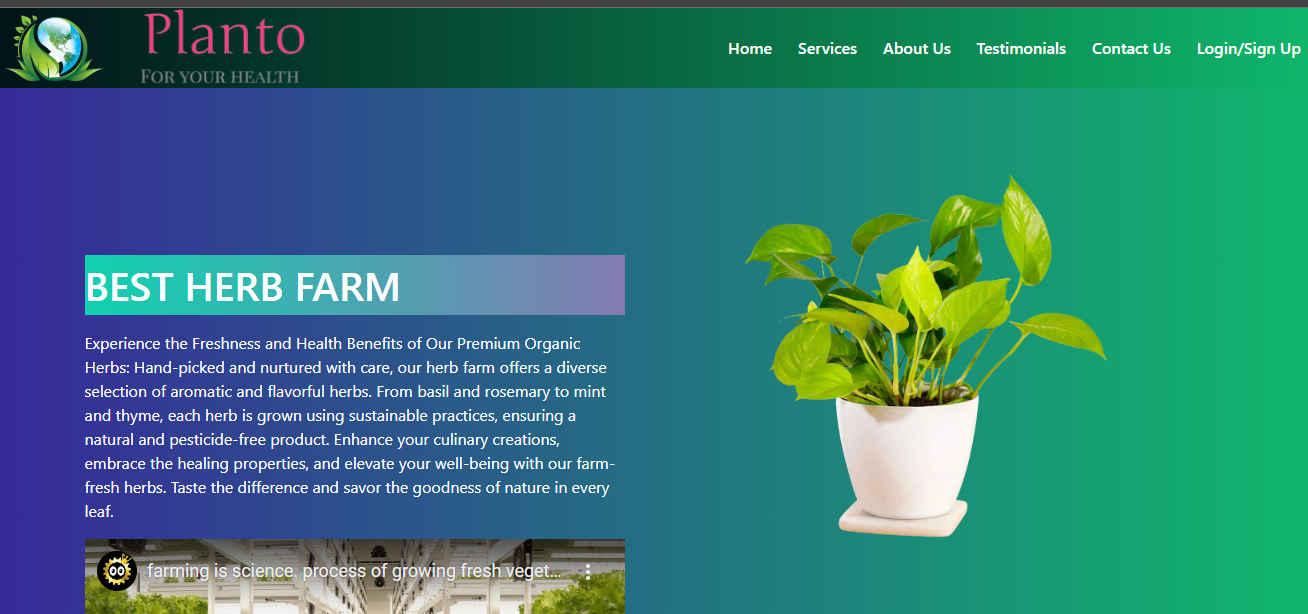 Planto
FOR YOUR HEALTH
Home Services About Us Testimonials Contact Us Login/Sign Up
BEST HERB FARM
Experience the Freshness and Health Benefits of Our Premium Organic
Herbs: Hand-picked and nurtured with care, our herb farm offers a diverse
selection of aromatic and flavorful herbs. From basil and rosemary to mint
and thyme, each herb is grown using sustainable practices, ensuring a
natural and pesticide-free product. Enhance your culinary creations,
embrace the healing properties, and elevate your well-being with our farm-
fresh herbs. Taste the difference and savor the goodness of nature in every
leaf.
farming is science. process of growing fresh veget...